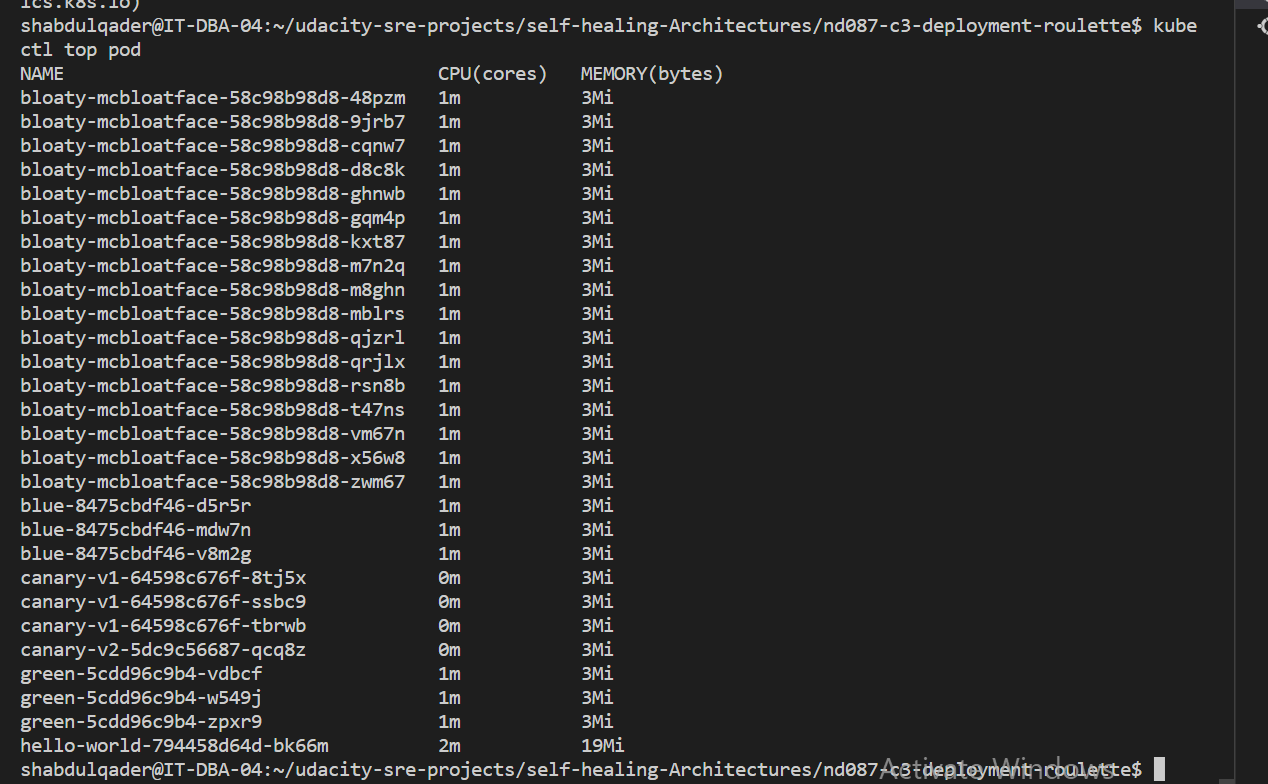 ics.k8s.io)
shabdulqader@IT-DBA-04:~/udacity-sre-projects/self-healing-Architectures/nd087-c3-deployment-roulette$ kube
ctl top pod
NAME CPU(cores) MEMORY(bytes)
bloaty-mcbloatface-58c98b98d8-48pzm 1m 3Mi
bloaty-mcbloatface-58c98b98d8-9jrb7 1m 3Mi
bloaty-mcbloatface-58c98b98d8-cqnw7 1m 3Mi
bloaty-mcbloatface-58c98b98d8-d8c8k 1m 3Mi
bloaty-mcbloatface-58c98b98d8-ghnwb 1m 3Mi
bloaty-mcbloatface-58c98b98d8-gqm4p 1m 3Mi
bloaty-mcbloatface-58c98b98d8-kxt87 1m 3Mi
bloaty-mcbloatface-58c98b98d8-m7n2q 1m 3Mi
bloaty-mcbloatface-58c98b98d8-m8ghn 1m 3Mi
bloaty-mcbloatface-58c98b98d8-mblrs 1m 3Mi
bloaty-mcbloatface-58c98b98d8-qjzrl 1m 3Mi
bloaty-mcbloatface-58c98b98d8-qrjlx 1m 3Mi
bloaty-mcbloatface-58c98b98d8-rsn8b 1m 3Mi
bloaty-mcbloatface-58c98b98d8-t47ns 1m 3Mi
bloaty-mcbloatface-58c98b98d8-vm67n 1m 3Mi
bloaty-mcbloatface-58c98b98d8-x56w8 1m 3Mi
bloaty-mcbloatface-58c98b98d8-zwm67 1m 3Mi
blue-8475cbdf46-d5r5r 1m 3Mi
blue-8475cbdf46-mdw7n 1m 3Mi
blue-8475cbdf46-v8m2g 1m 3Mi
canary-v1-64598c676f-8tj5x 0m 3Mi
canary-v1-64598c676f-ssbc9 0m 3Mi
canary-v1-64598c676f-tbrwb 0m 3Mi
canary-v2-5dc9c56687-qcq8z 0m 3Mi
green-5cdd96c9b4-vdbcf 1m 3Mi
green-5cdd96c9b4-w549j 1m 3Mi
green-5cdd96c9b4-zpxr9 1m 3Mi
hello-world-794458d64d-bk66m 2m 19Mi
shabdulqader@IT-DBA-04:~/udacity-sre-projects/self-healing-Architectures/nd087-c3-deployment-roulette$
Activate Windows